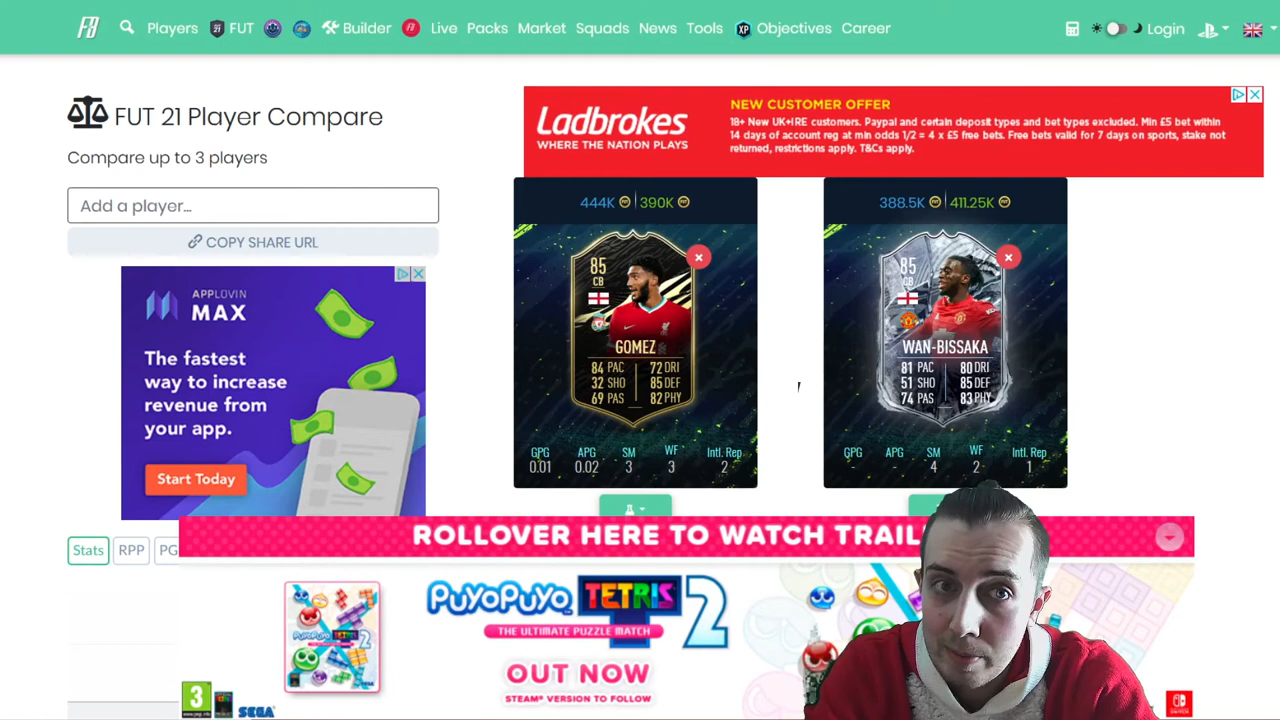 FB Players 21 FUT Builder Live Packs Market Squads News Tools XP Objectives Career Login
FUT 21 Player Compare
Compare up to 3 players
Add a player...
COPY SHARE URL
Ladbrokes
WHERE THE NATION PLAYS
NEW CUSTOMER OFFER
18+ New UK+IRE customers. Paypal and certain deposit types and bet types excluded. Min £5 bet within
14 days of account reg at min odds 1/2 = 4 x £5 free bets. Free bets valid for 7 days on sports, stake not
returned, restrictions apply. T&Cs apply.
444K 390K
85
CB
GOMEZ
84 PAC 72 DRI
32 SHO 85 DEF
69 PAS 82 PHY
GPG APG SM WF Intl. Rep
0.01 0.02 3 3 2
388.5K 411.25K
85
CB
WAN-BISSAKA
81 PAC 80 DRI
51 SHO 85 DEF
74 PAS 83 PHY
GPG APG SM WF Intl. Rep
- - 4 2 1
APPLOVIN
MAX
The fastest
way to increase
revenue from
your app.
Start Today
Stats RPP PG
ROLLOVER HERE TO WATCH TRAIL
PUYOPUYO TETRIS 2
THE ULTIMATE PUZZLE MATCH
OUT NOW
STEAM® VERSION TO FOLLOW
3
SEGA